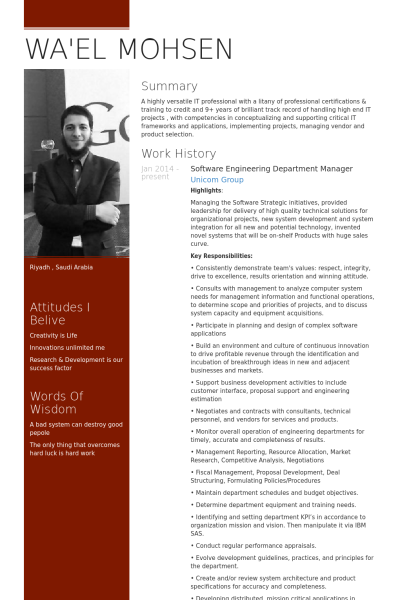 WA'EL MOHSEN
Riyadh , Saudi Arabia
Attitudes I
Belive
Creativity is Life
Innovations unlimited me
Research & Development is our
success factor
Words Of
Wisdom
A bad system can destroy good
pepole
The only thing that overcomes
hard luck is hard work
Summary
A highly versatile IT professional with a litany of professional certifications &
training to credit and 9+ years of brilliant track record of handling high end IT
projects , with competencies in conceptualizing and supporting critical IT
frameworks and applications, implementing projects, managing vendor and
product selection.
Work History
Jan 2014 -
present
Software Engineering Department Manager
Unicom Group
Highlights:
Managing the Software Strategic initiatives, provided
leadership for delivery of high quality technical solutions for
organizational projects, new system development and system
integration for all new and potential technology, invented
novel systems that will be on-shelf Products with huge sales
curve.
Key Responsibilities:
• Consistently demonstrate team's values: respect, integrity,
drive to excellence, results orientation and winning attitude.
• Consults with management to analyze computer system
needs for management information and functional operations,
to determine scope and priorities of projects, and to discuss
system capacity and equipment acquisitions.
• Participate in planning and design of complex software
applications
• Build an environment and culture of continuous innovation
to drive profitable revenue through the identification and
incubation of breakthrough ideas in new and adjacent
businesses and markets.
• Support business development activities to include
customer interface, proposal support and engineering
estimation
• Negotiates and contracts with consultants, technical
personnel, and vendors for services and products.
• Monitor overall operation of engineering departments for
timely, accurate and completeness of results.
• Management Reporting, Resource Allocation, Market
Research, Competitive Analysis, Negotiations
• Fiscal Management, Proposal Development, Deal
Structuring, Formulating Policies/Procedures
• Maintain department schedules and budget objectives.
• Determine department equipment and training needs.
• Identifying and setting department KPI's in accordance to
organization mission and vision. Then manipulate it via IBM
SAS.
• Conduct regular performance appraisals.
• Evolve development guidelines, practices, and principles for
the department.
• Create and/or review system architecture and product
specifications for accuracy and completeness.
• Developing distributed, mission critical applications in